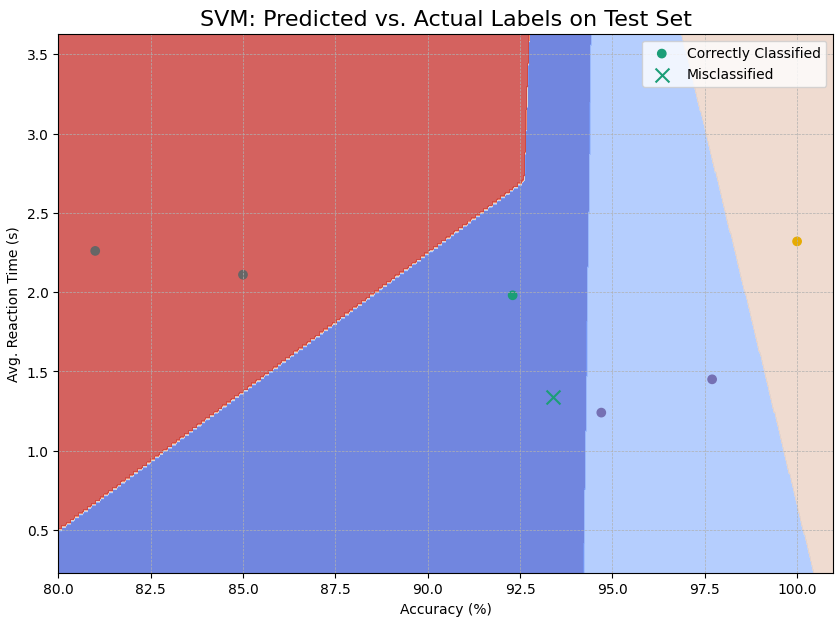 SVM: Predicted vs. Actual Labels on Test Set
Correctly Classified
Misclassified
Avg. Reaction Time (s)
3.5
3.0
2.5
2.0
1.5
1.0
0.5
80.0 82.5 85.0 87.5 90.0 92.5 95.0 97.5 100.0
Accuracy (%)